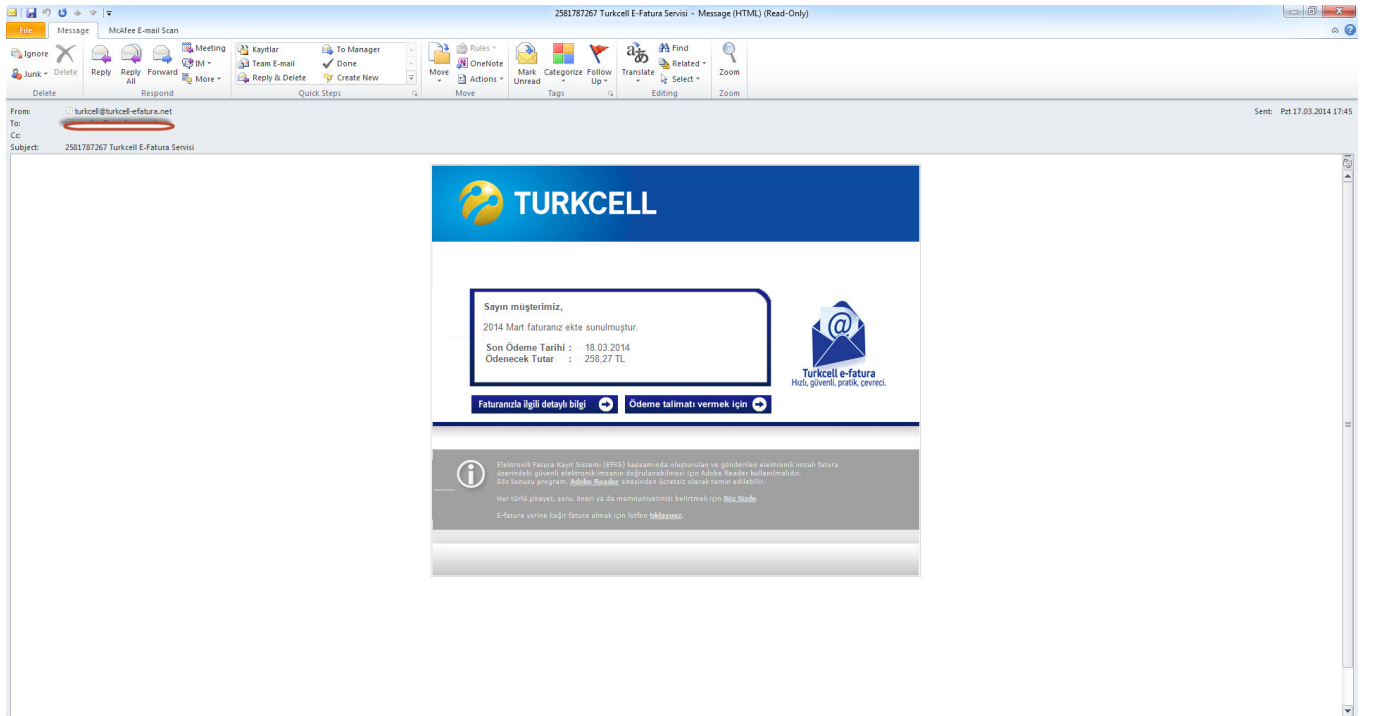 2581787267 Turkcell E-Fatura Servisi - Message (HTML) (Read-Only)
File Message McAfee E-mail Scan
Ignore Junk Delete
Delete
Reply Reply All Forward Meeting IM More
Respond
Kayıtlar Team E-mail Reply & Delete To Manager Done Create New
Quick Steps
Move Rules OneNote Actions
Move
Mark Unread Categorize Follow Up
Tags
Translate Find Related Select
Editing
Zoom
Zoom
From: turkcell@turkcell-efatura.net Sent: Pzt 17.03.2014 17:45
To:
Cc:
Subject: 2581787267 Turkcell E-Fatura Servisi
TURKCELL
Sayın müşterimiz,
2014 Mart faturanız ekte sunulmuştur.
Son Ödeme Tarihi : 18.03.2014
Ödenecek Tutar : 258,27 TL
Turkcell e-fatura
Hızlı, güvenli, pratik, çevreci.
Faturanızla ilgili detaylı bilgi Ödeme talimatı vermek için
Elektronik Fatura Kayıt Sistemi (EFKS) kapsamında oluşturulan ve gönderilen elektronik imzalı fatura
üzerindeki güvenli elektronik imzanın doğrulanabilmesi için Adobe Reader kullanılmalıdır.
Söz konusu program, Adobe Reader sitesinden ücretsiz olarak temin edilebilir.
Her türlü şikayet, soru, öneri ya da memnuniyetinizi belirtmek için Söz Sizde.
E-fatura yerine kağıt fatura almak için lütfen tıklayınız.